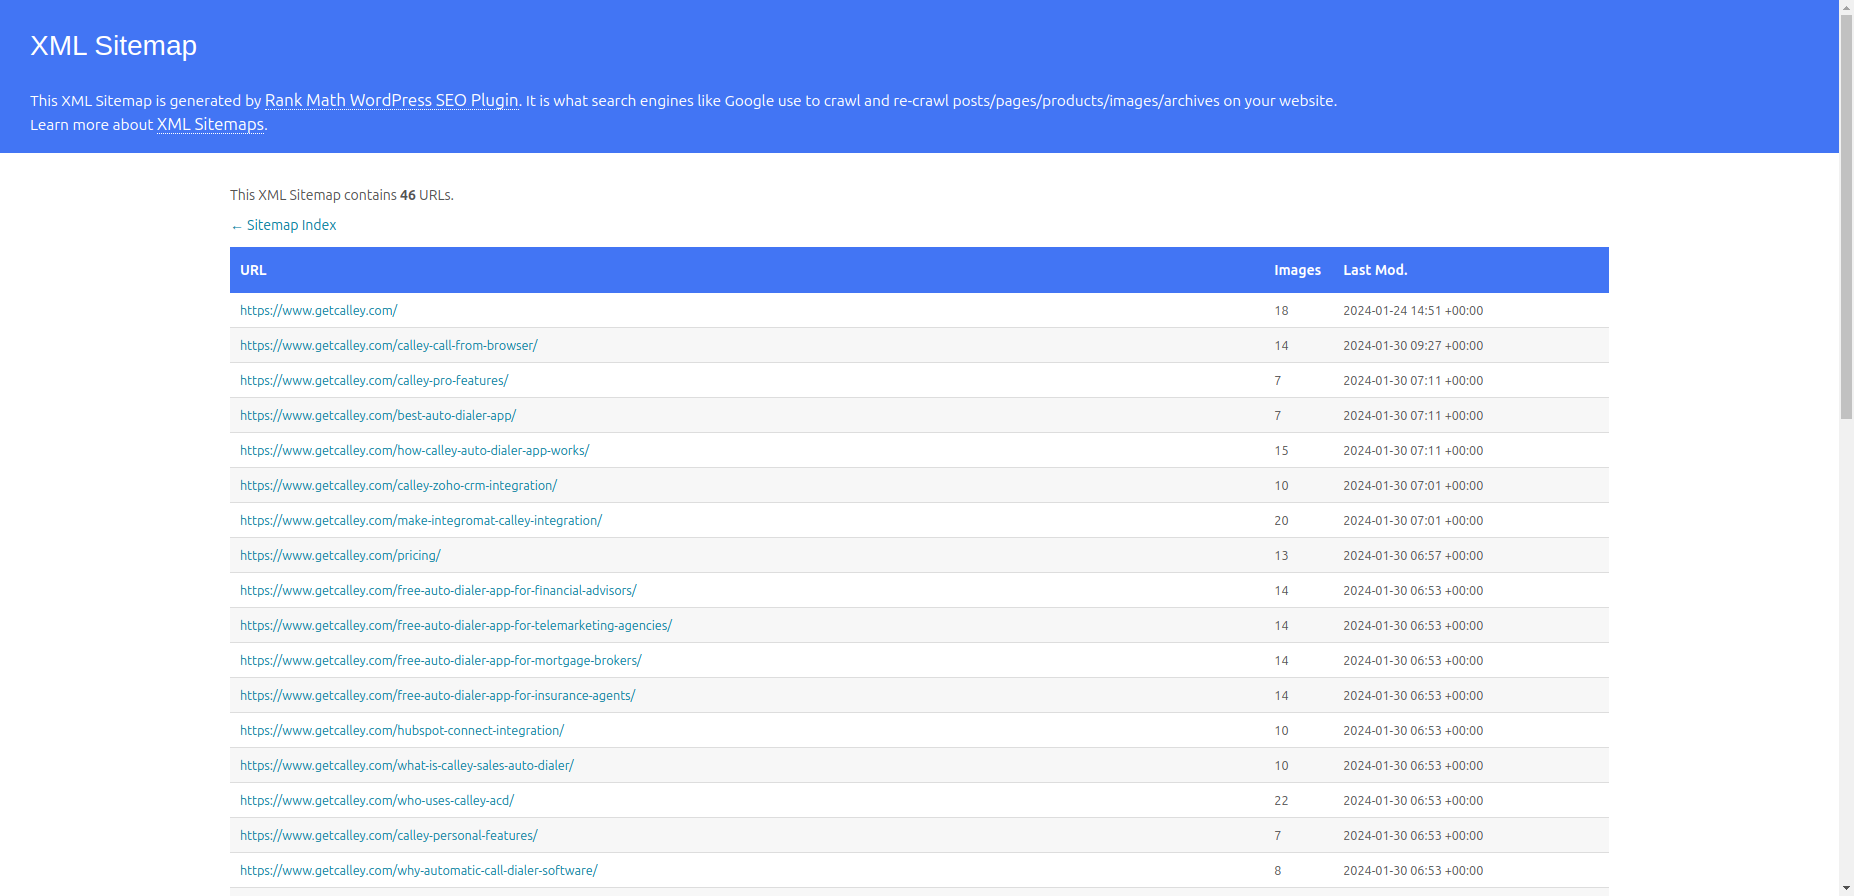 XML Sitemap
This XML Sitemap is generated by Rank Math WordPress SEO Plugin. It is what search engines like Google use to crawl and re-crawl posts/pages/products/images/archives on your website.
Learn more about XML Sitemaps.
This XML Sitemap contains 46 URLs.
← Sitemap Index
URL Images Last Mod.
https://www.getcalley.com/ 18 2024-01-24 14:51 +00:00
https://www.getcalley.com/calley-call-from-browser/ 14 2024-01-30 09:27 +00:00
https://www.getcalley.com/calley-pro-features/ 7 2024-01-30 07:11 +00:00
https://www.getcalley.com/best-auto-dialer-app/ 7 2024-01-30 07:11 +00:00
https://www.getcalley.com/how-calley-auto-dialer-app-works/ 15 2024-01-30 07:11 +00:00
https://www.getcalley.com/calley-zoho-crm-integration/ 10 2024-01-30 07:01 +00:00
https://www.getcalley.com/make-integromat-calley-integration/ 20 2024-01-30 07:01 +00:00
https://www.getcalley.com/pricing/ 13 2024-01-30 06:57 +00:00
https://www.getcalley.com/free-auto-dialer-app-for-financial-advisors/ 14 2024-01-30 06:53 +00:00
https://www.getcalley.com/free-auto-dialer-app-for-telemarketing-agencies/ 14 2024-01-30 06:53 +00:00
https://www.getcalley.com/free-auto-dialer-app-for-mortgage-brokers/ 14 2024-01-30 06:53 +00:00
https://www.getcalley.com/free-auto-dialer-app-for-insurance-agents/ 14 2024-01-30 06:53 +00:00
https://www.getcalley.com/hubspot-connect-integration/ 10 2024-01-30 06:53 +00:00
https://www.getcalley.com/what-is-calley-sales-auto-dialer/ 10 2024-01-30 06:53 +00:00
https://www.getcalley.com/who-uses-calley-acd/ 22 2024-01-30 06:53 +00:00
https://www.getcalley.com/calley-personal-features/ 7 2024-01-30 06:53 +00:00
https://www.getcalley.com/why-automatic-call-dialer-software/ 8 2024-01-30 06:53 +00:00